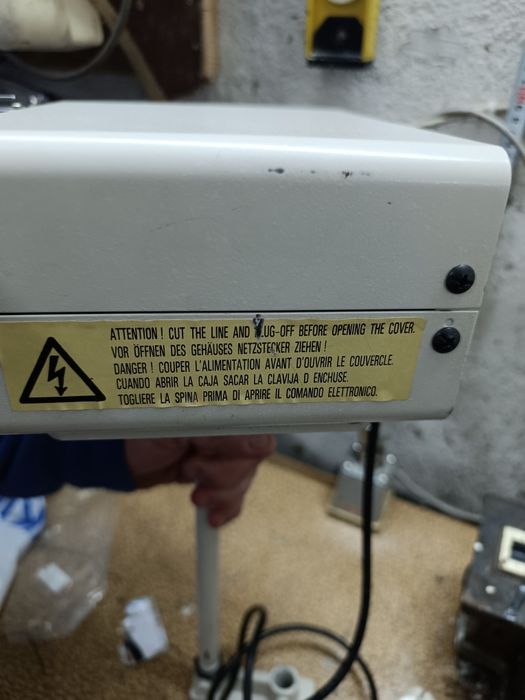 ATTENTION ! CUT THE LINE AND PLUG-OFF BEFORE OPENING THE COVER.
VOR ÖFFNEN DES GEHÄUSES NETZSTECKER ZIEHEN !
DANGER ! COUPER L'ALIMENTATION AVANT D'OUVRIR LE COUVERCLE.
CUANDO ABRIR LA CAJA SACAR LA CLAVIJA D ENCHUSE.
TOGLIERE LA SPINA PRIMA DI APRIRE IL COMANDO ELETTRONICO.